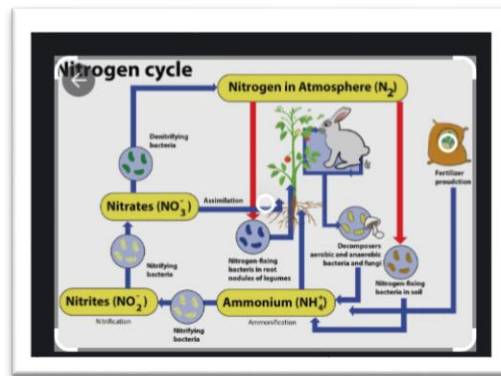 Nitrogen cycle
Nitrogen in Atmosphere (N2)
Denitrifying
bacteria
Fertilizer
prouduction
Nitrates (NO3-)
Assimilation
Decomposers
aerobic and anaerobic
bacteria and fungi
Nitrogen-fixing
bacteria in root
nodules of legumes
Nitrifying
bacteria
Nitrogen-fixing
bacteria in soil
Nitrites (NO2-)
Nitrification
Nitrifying
bacteria
Ammonium (NH4+)
Ammonification